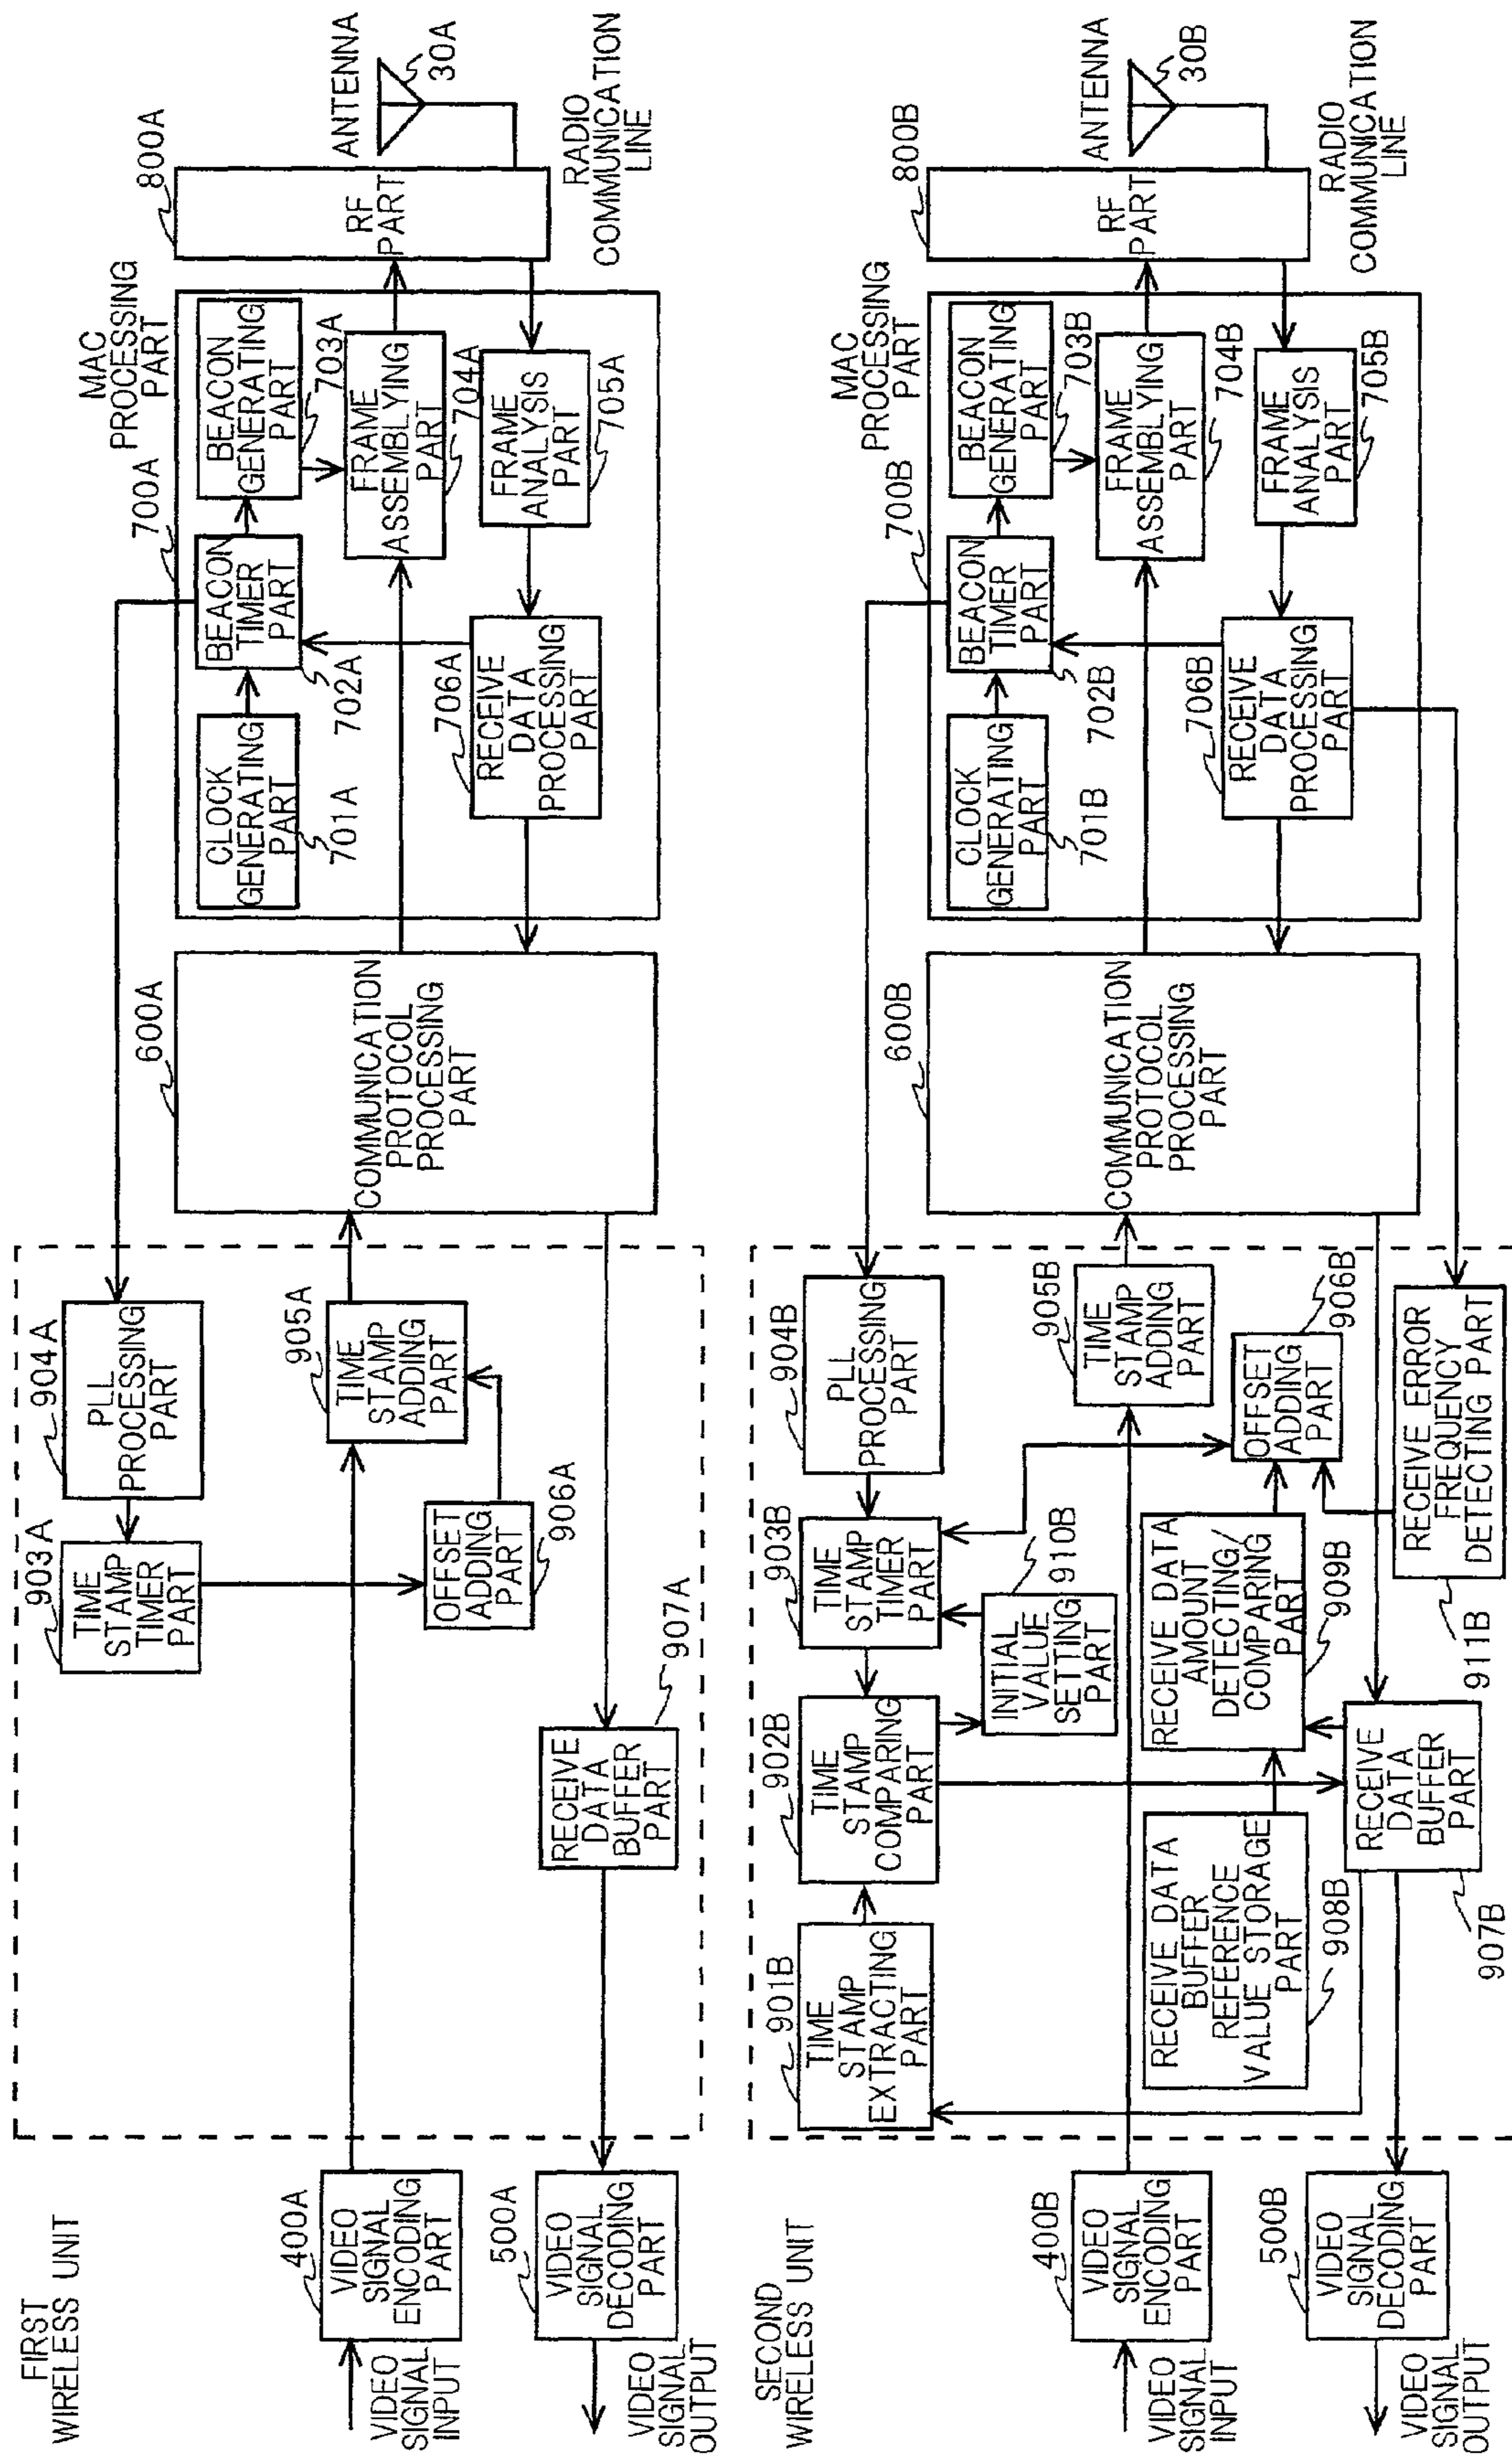 FIRST
WIRELESS UNIT
VIDEO
SIGNAL
INPUT
400A
VIDEO
SIGNAL
ENCODING
PART
500A
VIDEO
SIGNAL
DECODING
PART
VIDEO
SIGNAL
OUTPUT
903A
TIME
STAMP
TIMER
PART
904A
PLL
PROCESSING
PART
905A
TIME
STAMP
ADDING
PART
OFFSET
ADDING
PART
906A
907A
RECEIVE
DATA
BUFFER
PART
600A
COMMUNICATION
PROTOCOL
PROCESSING
PART
700A
MAC
PROCESSING
PART
CLOCK
GENERATING
PART
701A
BEACON
TIMER
PART
702A
BEACON
GENERATING
PART
703A
FRAME
ASSEMBLYING
PART
704A
FRAME
ANALYSIS
PART
705A
706A
RECEIVE
DATA
PROCESSING
PART
800A
RF
PART
ANTENNA
30A
RADIO
COMMUNICATION
LINE
SECOND
WIRELESS UNIT
VIDEO
SIGNAL
INPUT
400B
VIDEO
SIGNAL
ENCODING
PART
500B
VIDEO
SIGNAL
DECODING
PART
VIDEO
SIGNAL
OUTPUT
901B
TIME
STAMP
EXTRACTING
PART
902B
TIME
STAMP
COMPARING
PART
903B
TIME
STAMP
TIMER
PART
904B
PLL
PROCESSING
PART
INITIAL
VALUE
SETTING
PART
910B
905B
TIME
STAMP
ADDING
PART
OFFSET
ADDING
PART
906B
RECEIVE DATA
BUFFER
REFERENCE
VALUE STORAGE
PART
908B
RECEIVE DATA
AMOUNT
DETECTING/
COMPARING
PART
909B
RECEIVE
DATA
BUFFER
PART
907B
RECEIVE ERROR
FREQUENCY
DETECTING PART
911B
600B
COMMUNICATION
PROTOCOL
PROCESSING
PART
700B
MAC
PROCESSING
PART
CLOCK
GENERATING
PART
701B
BEACON
TIMER
PART
702B
BEACON
GENERATING
PART
703B
FRAME
ASSEMBLYING
PART
704B
FRAME
ANALYSIS
PART
705B
706B
RECEIVE
DATA
PROCESSING
PART
800B
RF
PART
ANTENNA
30B
RADIO
COMMUNICATION
LINE